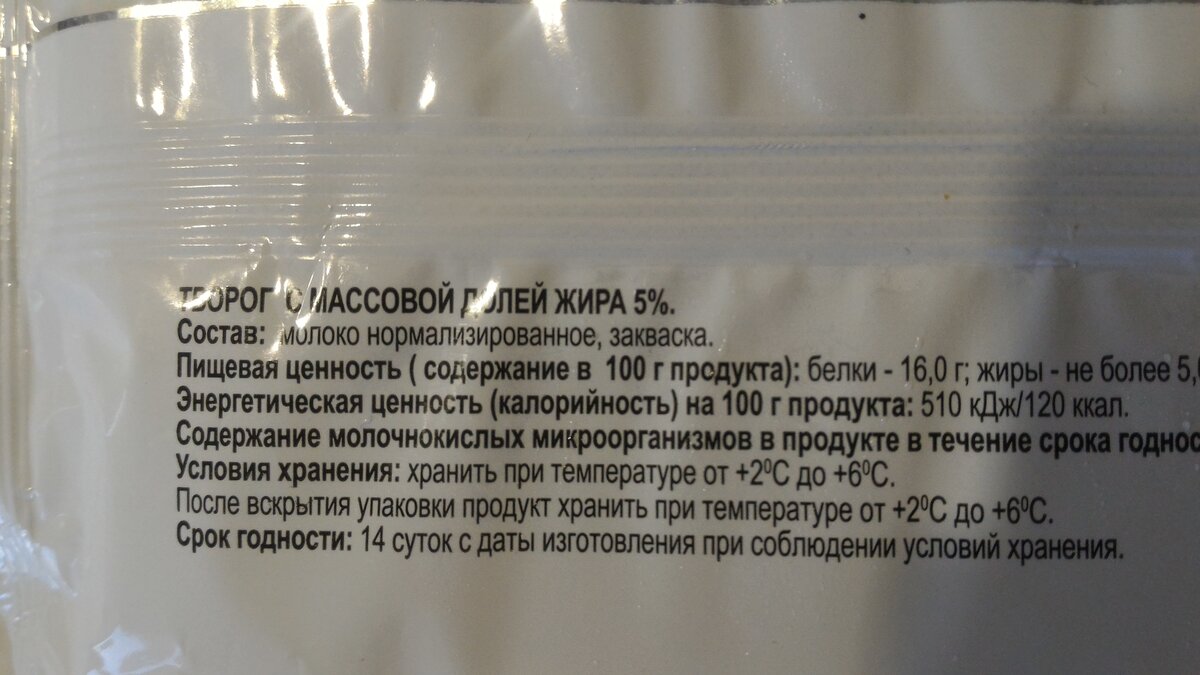 ТВОРОГ С МАССОВОЙ ДОЛЕЙ ЖИРА 5%.
Состав: молоко нормализированное, закваска.
Пищевая ценность ( содержание в 100 г продукта): белки - 16,0 г; жиры - не более 5,
Энергетическая ценность (калорийность) на 100 г продукта: 510 кДж/120 ккал.
Содержание молочнокислых микроорганизмов в продукте в течение срока
Условия хранения: хранить при температуре от +2⁰С до +6⁰С.
После вскрытия упаковки продукт хранить при температуре от +2⁰С до +6⁰С.
Срок годности: 14 суток с даты изготовления при соблюдении условий хранения.